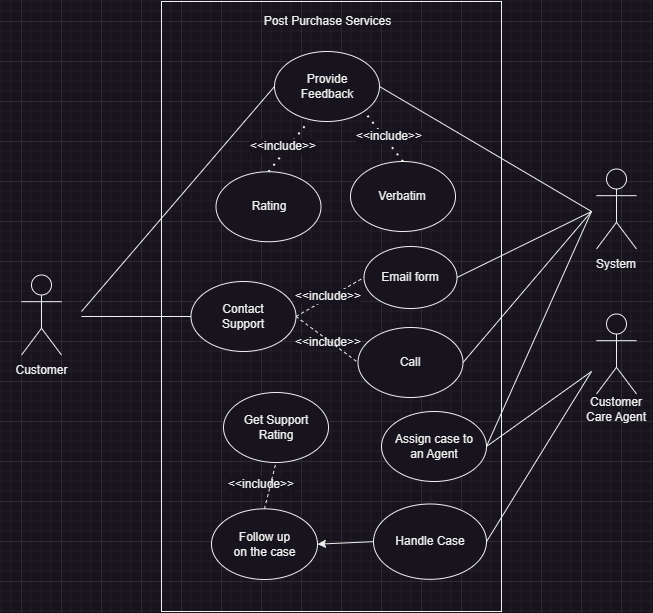 Post Purchase Services
Provide
Feedback
<<include>>
<<include>>
Rating
Verbatim
System
Email form
<<include>>
Contact
Support
<<include>>
Call
Customer
Customer
Care Agent
Get Support
Rating
Assign case to
an Agent
<<include>>
Follow up
on the case
Handle Case